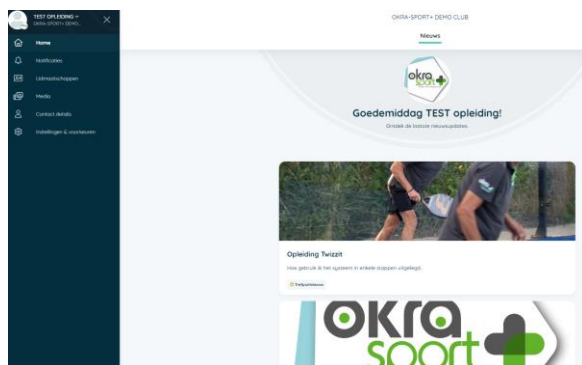 TEST OPLEIDING
OKRA-SPORT+ DEMO...
Home
Notificaties
Lidmaatschappen
Media
Contact details
Instellingen & voorkeuren
OKRA-SPORT+ DEMO CLUB
Nieuws
okra
sport
Goedemiddag TEST opleiding!
Ontdek de laatste nieuwsupdates.
Opleiding Twizzit
Hoe gebruik ik het systeem in enkele stappen uitgelegd.
okra
sport